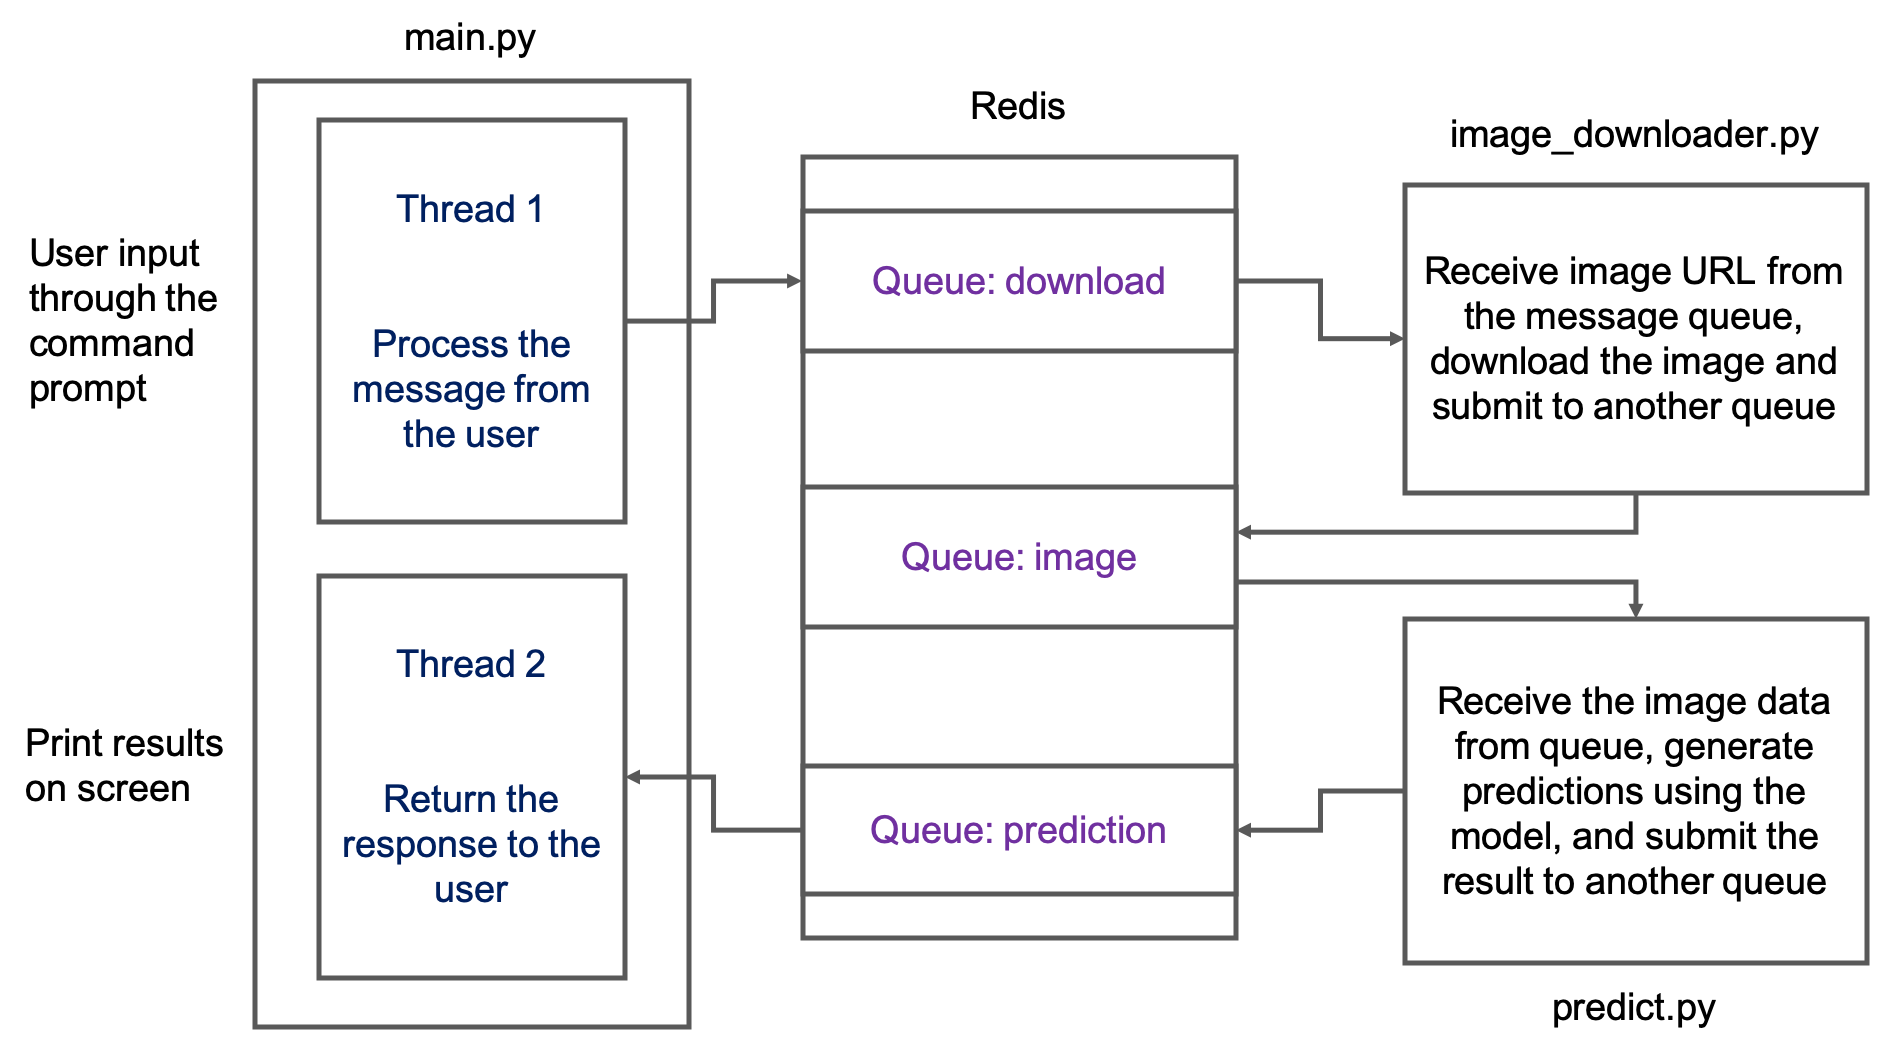 main.py
User input
through the
command
prompt
Thread 1
Process the
message from
the user
Print results
on screen
Thread 2
Return the
response to the
user
Redis
Queue: download
Queue: image
Queue: prediction
image_downloader.py
Receive image URL from
the message queue,
download the image and
submit to another queue
Receive the image data
from queue, generate
predictions using the
model, and submit the
result to another queue
predict.py